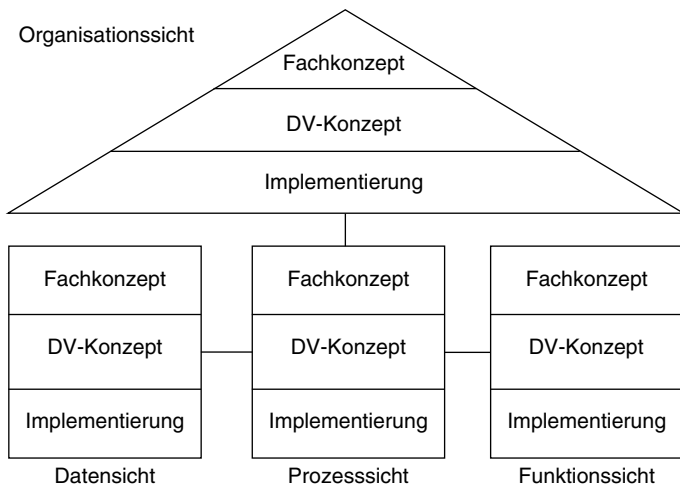 Organisationssicht
Fachkonzept
DV-Konzept
Implementierung
Fachkonzept Fachkonzept Fachkonzept
DV-Konzept DV-Konzept DV-Konzept
Implementierung Implementierung Implementierung
Datensicht Prozesssicht Funktionssicht